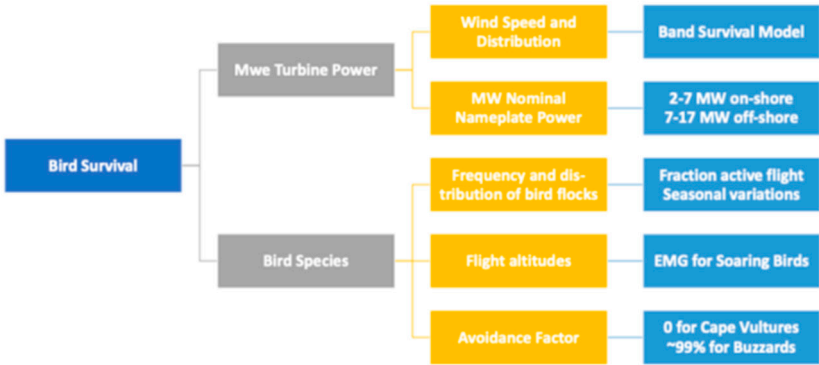 Wind Speed and
Distribution
Band Survival Model
Mwe Turbine Power
MW Nominal
Nameplate Power
2-7 MW on-shore
7-17 MW off-shore
Bird Survival
Frequency and dis-
tribution of bird flocks
Fraction active flight
Seasonal variations
Bird Species
Flight altitudes
EMG for Soaring Birds
Avoidance Factor
0 for Cape Vultures
~99% for Buzzards